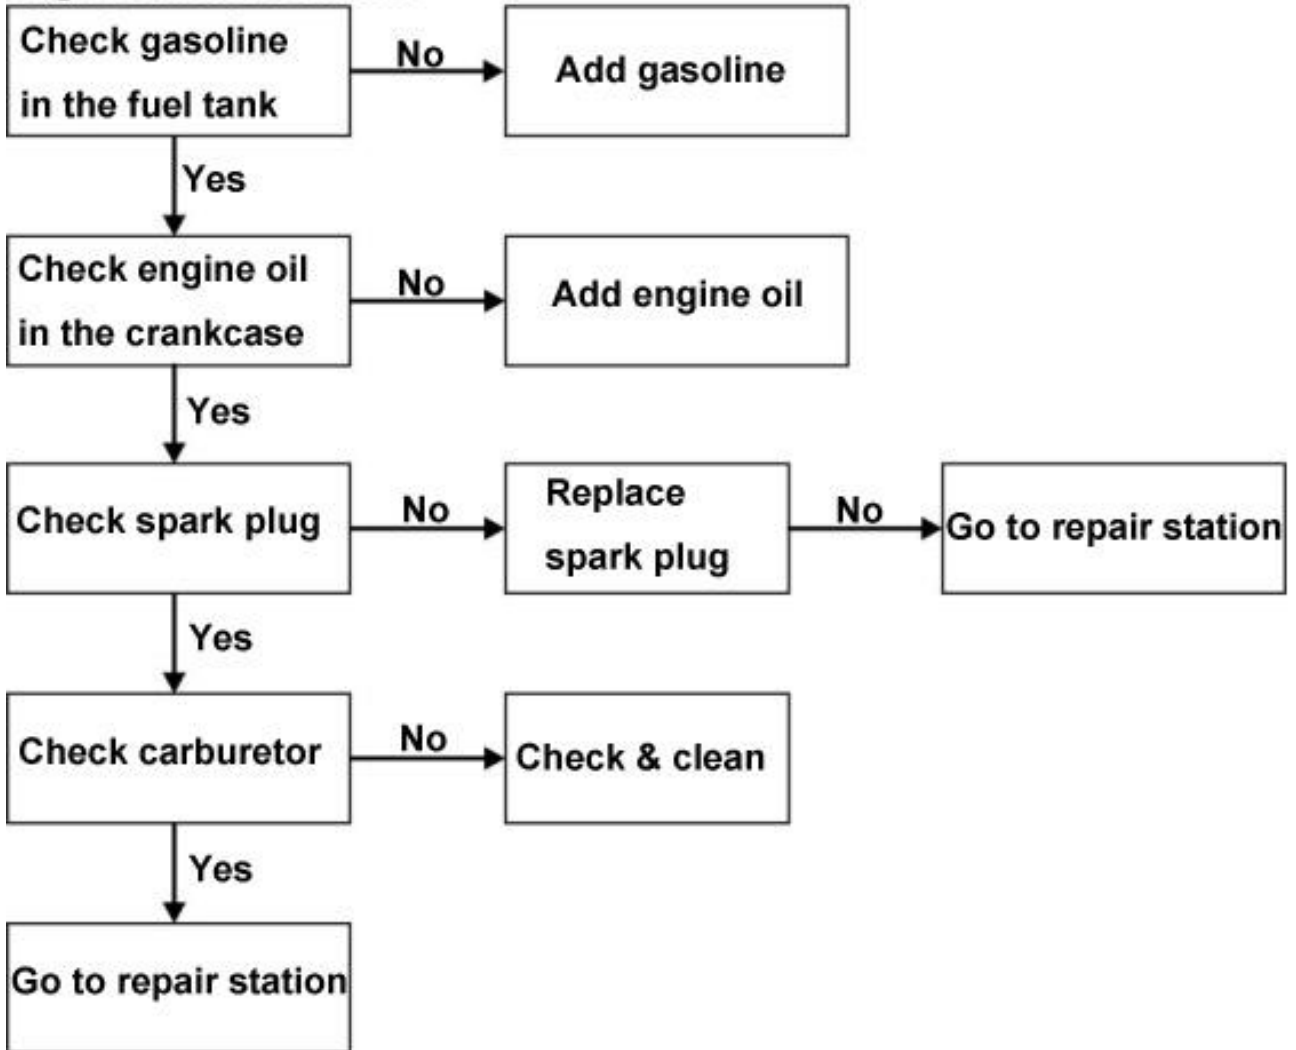 Check gasoline
in the fuel tank
No
Add gasoline
Yes
Check engine oil
in the crankcase
No
Add engine oil
Yes
Check spark plug
No
Replace
spark plug
No
Go to repair station
Yes
Check carburetor
No
Check & clean
Yes
Go to repair station